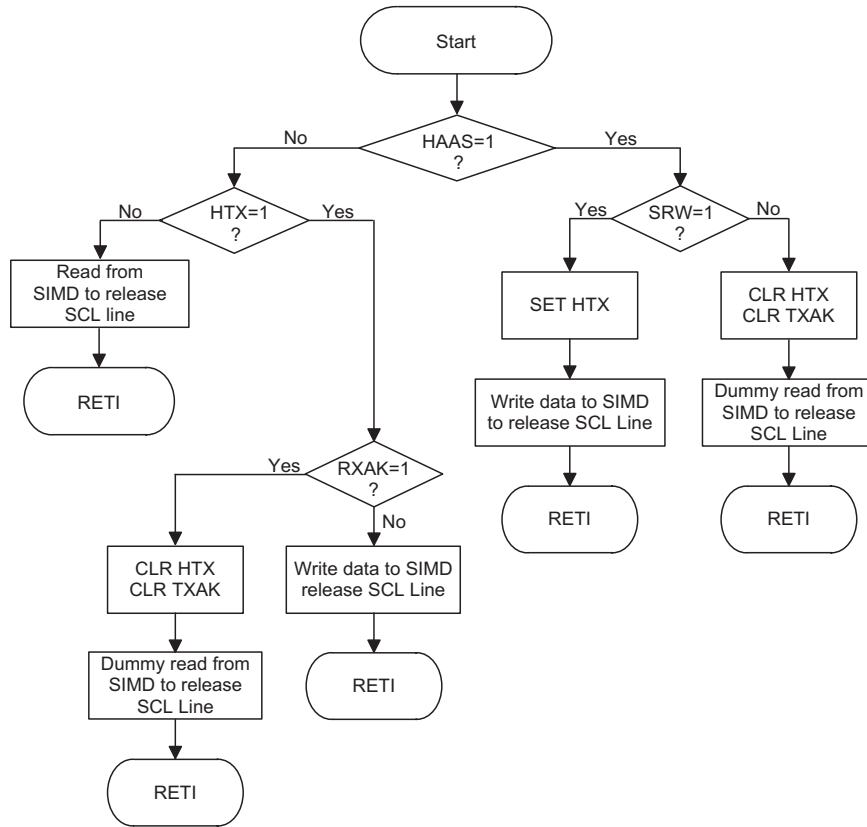 Start
HAAS=1
?
No
Yes
HTX=1
?
No
Yes
SRW=1
?
Yes
No
Read from
SIMD to release
SCL line
RETI
SET HTX
CLR HTX
CLR TXAK
Write data to SIMD
to release SCL Line
Dummy read from
SIMD to release
SCL Line
RETI
RETI
RXAK=1
?
Yes
No
CLR HTX
CLR TXAK
Write data to SIMD
release SCL Line
Dummy read from
SIMD to release
SCL Line
RETI
RETI